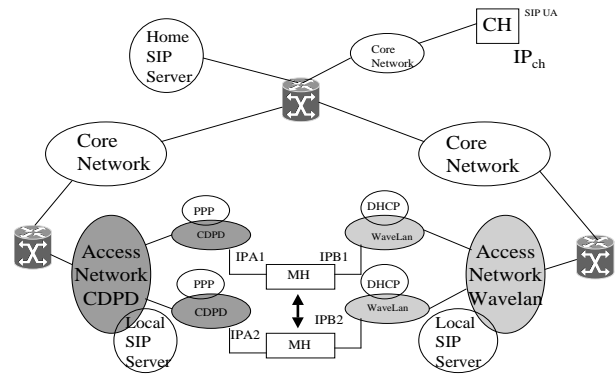 Home
SIP
Server
Core
Network
CH
SIP UA
IPch
Core
Network
Core
Network
PPP
CDPD
DHCP
WaveLan
Access
Network
CDPD
IPA1
MH
IPB1
Access
Network
Wavelan
PPP
CDPD
DHCP
WaveLan
IPA2
MH
IPB2
Local
SIP
Server
Local
SIP
Server